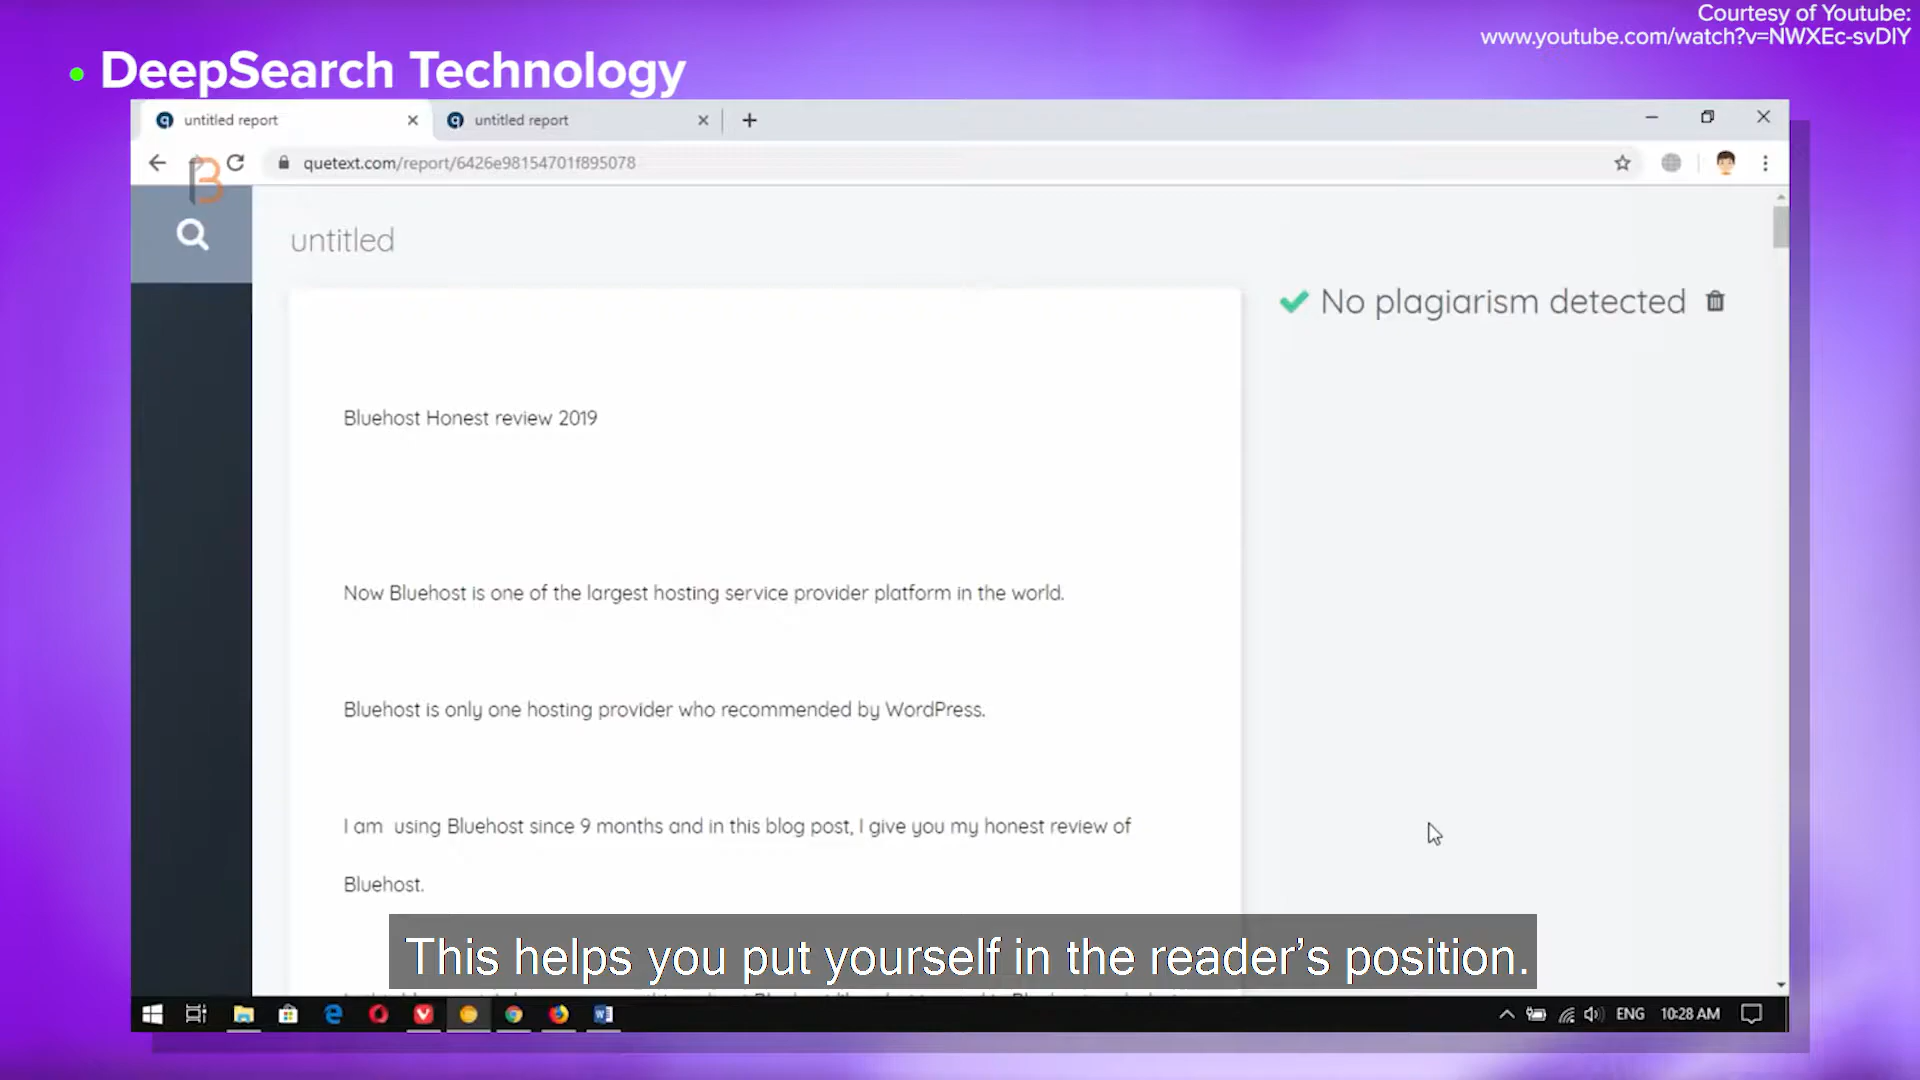 Courtesy of Youtube:
www.youtube.com/watch?v=NWXEc-svDIY
DeepSearch Technology
untitled report
untitled report
quetext.com/report/6426e98154701f895078
untitled
No plagiarism detected
Bluehost Honest review 2019
Now Bluehost is one of the largest hosting service provider platform in the world.
Bluehost is only one hosting provider who recommended by WordPress.
I am using Bluehost since 9 months and in this blog post, I give you my honest review of
Bluehost.
This helps you put yourself in the reader’s position.
ENG
10:28 AM